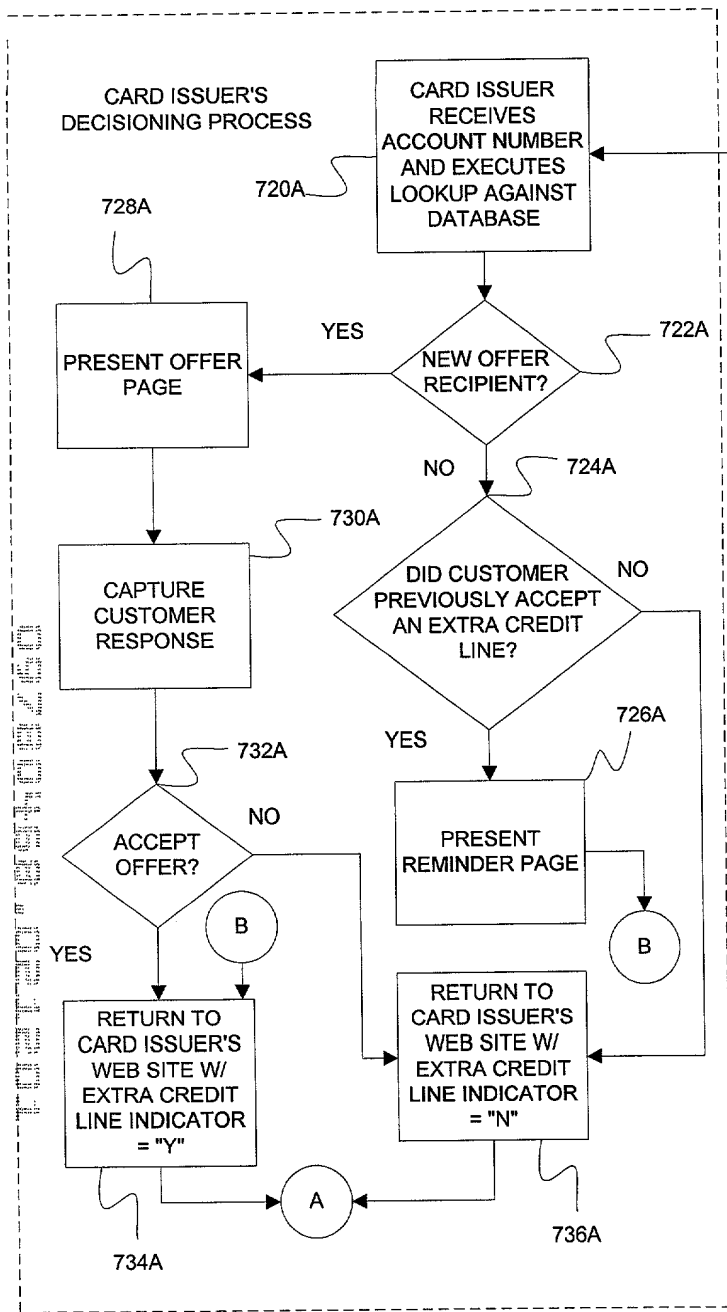 CARD ISSUER'S
DECISIONING PROCESS
CARD ISSUER
RECEIVES
ACCOUNT NUMBER
AND EXECUTES
LOOKUP AGAINST
DATABASE
720A
728A
YES
722A
PRESENT OFFER
PAGE
NEW OFFER
RECIPIENT?
NO
724A
730A
CAPTURE
CUSTOMER
RESPONSE
DID CUSTOMER
PREVIOUSLY ACCEPT
AN EXTRA CREDIT
LINE?
NO
YES
726A
732A
ACCEPT
OFFER?
NO
PRESENT
REMINDER PAGE
B
YES
B
RETURN TO
CARD ISSUER'S
WEB SITE W/
EXTRA CREDIT
LINE INDICATOR
= "Y"
RETURN TO
CARD ISSUER'S
WEB SITE W/
EXTRA CREDIT
LINE INDICATOR
= "N"
A
734A
736A